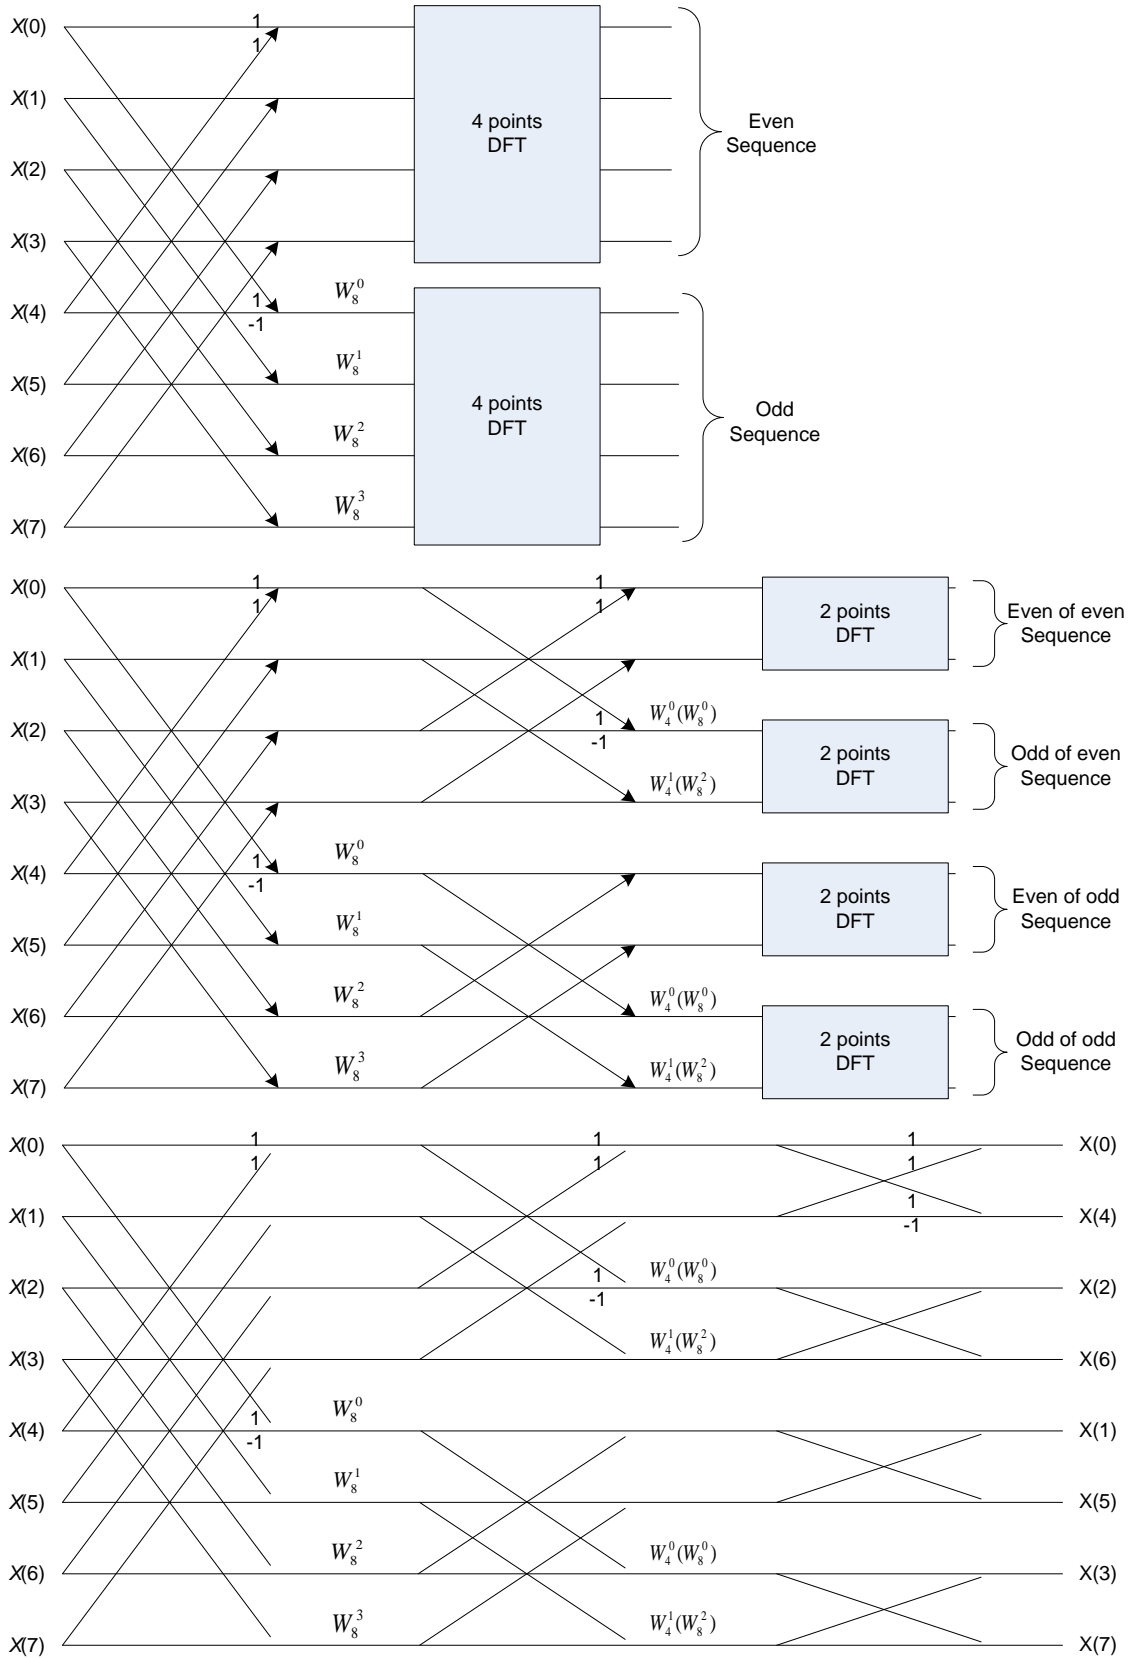 X(0)
1
1
X(1)
4 points
DFT
Even
Sequence
X(2)
X(3)
1
-1
W_8^0
X(4)
W_8^1
X(5)
4 points
DFT
Odd
Sequence
W_8^2
X(6)
W_8^3
X(7)
X(0)
1
1
1
1
2 points
DFT
Even of even
Sequence
X(1)
X(2)
1
-1
W_4^0(W_8^0)
2 points
DFT
Odd of even
Sequence
W_4^1(W_8^2)
X(3)
W_8^0
X(4)
1
-1
2 points
DFT
Even of odd
Sequence
W_8^1
X(5)
W_8^2
W_4^0(W_8^0)
X(6)
2 points
DFT
Odd of odd
Sequence
W_8^3
W_4^1(W_8^2)
X(7)
X(0)
1
1
1
1
1
1
X(0)
X(1)
1
-1
X(4)
W_4^0(W_8^0)
X(2)
1
-1
X(2)
W_4^1(W_8^2)
X(3)
X(6)
W_8^0
X(4)
1
-1
X(1)
W_8^1
X(5)
X(5)
W_8^2
W_4^0(W_8^0)
X(6)
X(3)
W_8^3
W_4^1(W_8^2)
X(7)
X(7)